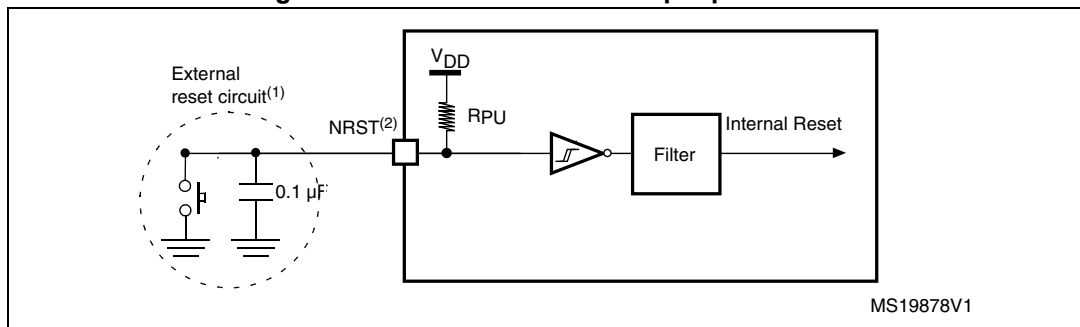 VDD
External
reset circuit(1)
NRST(2)
RPU
Internal Reset
Filter
0.1 µF
MS19878V1